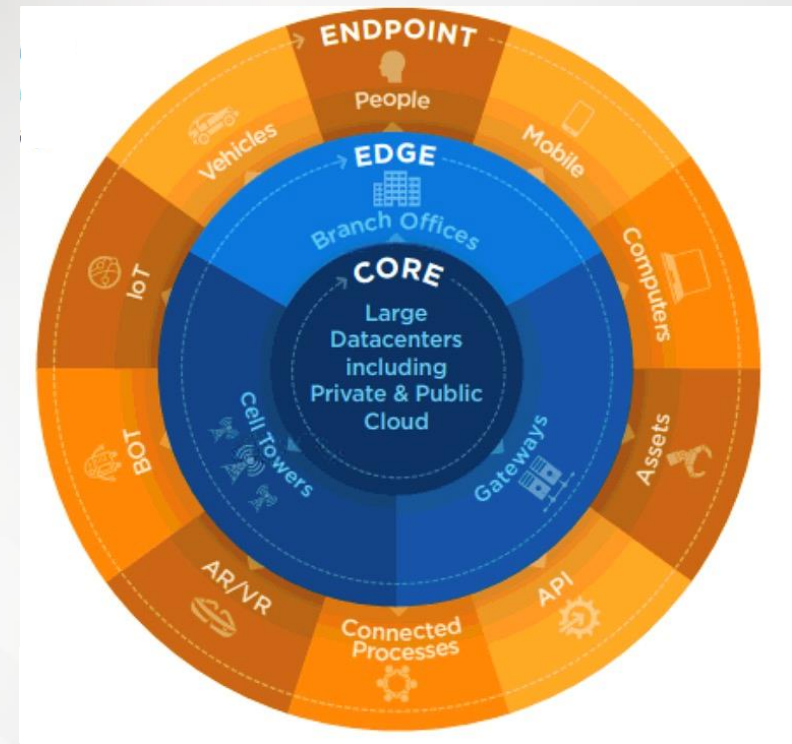 ENDPOINT
People
Mobile
Computers
Assets
API
Connected
Processes
AR/VR
BOT
IoT
Vehicles
EDGE
Branch Offices
Gateways
Cell Towers
CORE
Large
Datacenters
including
Private & Public
Cloud